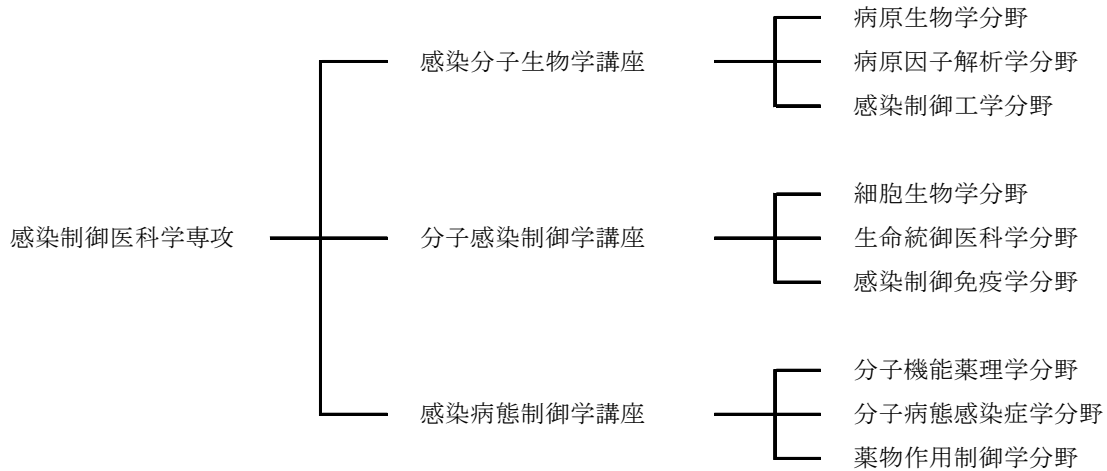 感染制御医科学専攻
感染分子生物学講座
病原生物学分野
病原因子解析学分野
感染制御工学分野
分子感染制御学講座
細胞生物学分野
生命統御医科学分野
感染制御免疫学分野
感染病態制御学講座
分子機能薬理学分野
分子病態感染症学分野
薬物作用制御学分野